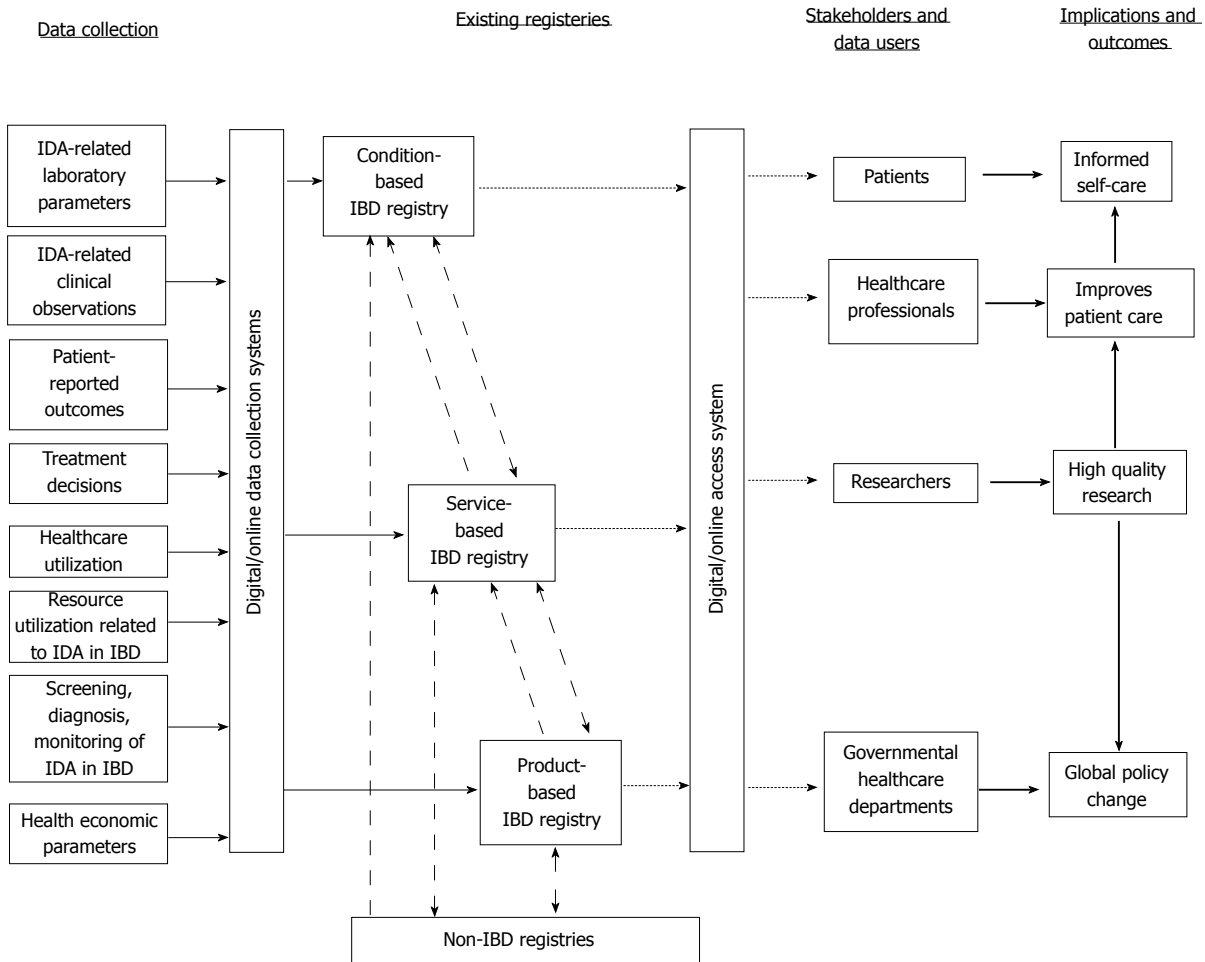 Data collection
Existing registeries
Stakeholders and
data users
Implications and
outcomes
IDA-related
laboratory
parameters
IDA-related
clinical
observations
Patient-
reported
outcomes
Treatment
decisions
Healthcare
utilization
Resource
utilization related
to IDA in IBD
Screening,
diagnosis,
monitoring of
IDA in IBD
Health economic
parameters
Digital/online data collection systems
Condition-
based
IBD registry
Service-
based
IBD registry
Product-
based
IBD registry
Non-IBD registries
Digital/online access system
Patients
Healthcare
professionals
Researchers
Governmental
healthcare
departments
Informed
self-care
Improves
patient care
High quality
research
Global policy
change